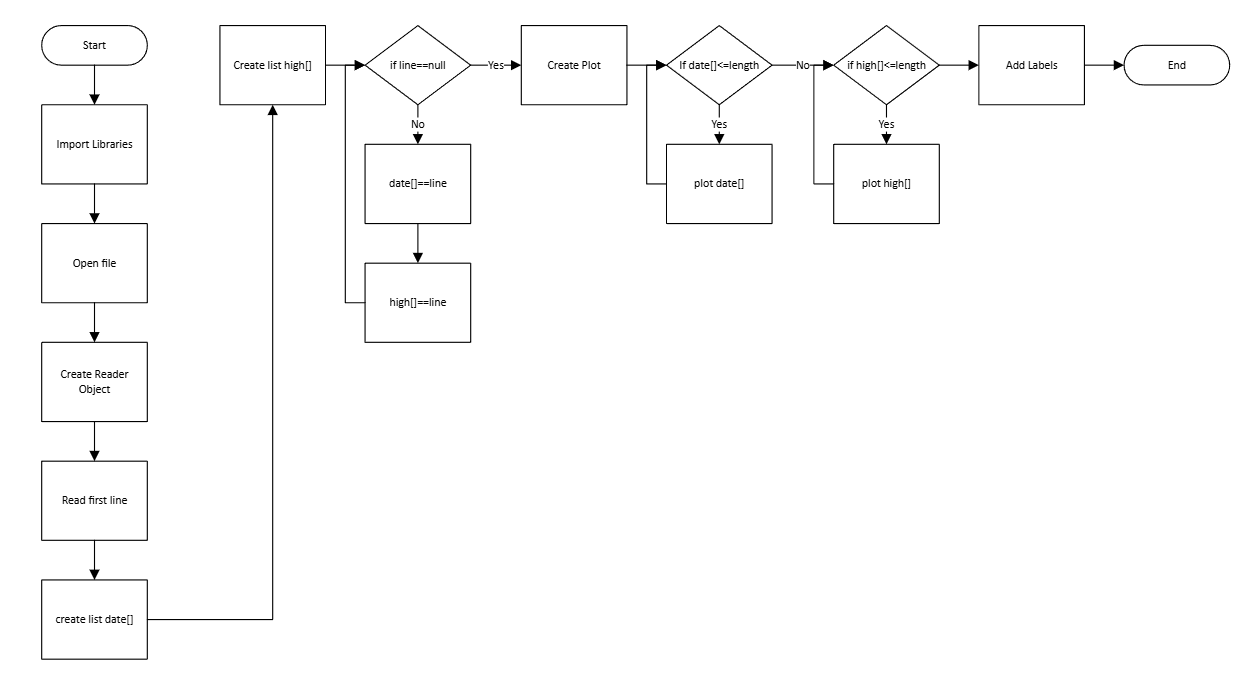 Start
Import Libraries
Open file
Create Reader
Object
Read first line
create list date[]
Create list high[]
if line==null
Yes
No
date[]==line
high[]==line
Create Plot
If date[]<=length
No
Yes
plot date[]
if high[]<=length
Yes
plot high[]
Add Labels
End